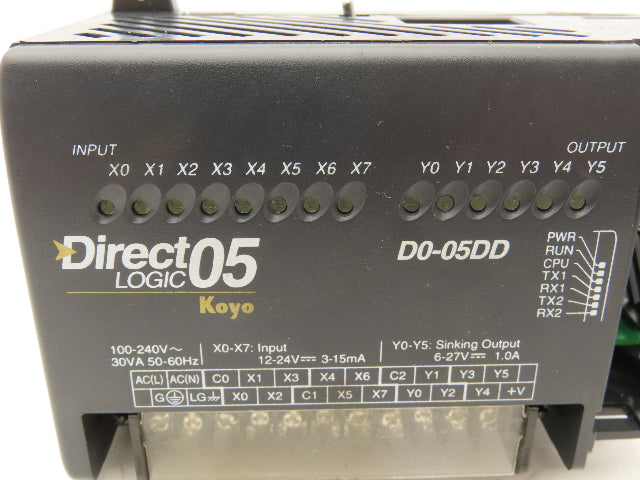 INPUT
OUTPUT
X0 X1 X2 X3 X4 X5 X6 X7
Y0 Y1 Y2 Y3 Y4 Y5
Direct05
LOGIC
Koyo
D0-05DD
PWR
RUN
CPU
TX1
RX1
TX2
RX2
100-240V~
30VA 50-60Hz
X0-X7: Input
12-24V⎓ 3-15mA
Y0-Y5: Sinking Output
6-27V⎓ 1.0A
AC(L) AC(N) C0 X1 X3 X4 X6 C2 Y1 Y3 Y5
G LG X0 X2 C1 X5 X7 Y0 Y2 Y4 +V